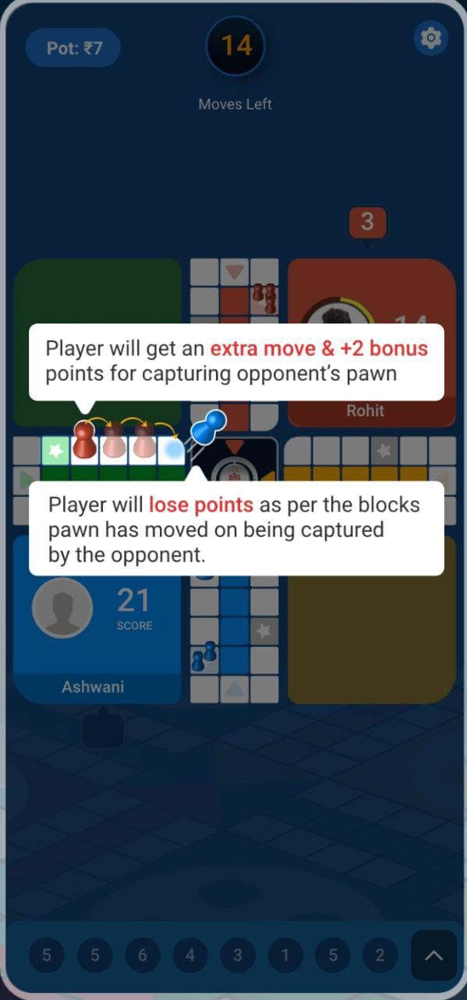 Pot: ₹7
14
Moves Left
3
14
Player will get an extra move & +2 bonus
points for capturing opponent's pawn
Rohit
BIG
Player will lose points as per the blocks
pawn has moved on being captured
by the opponent.
21
SCORE
Ashwani
5 5 6 4 3 1 5 2